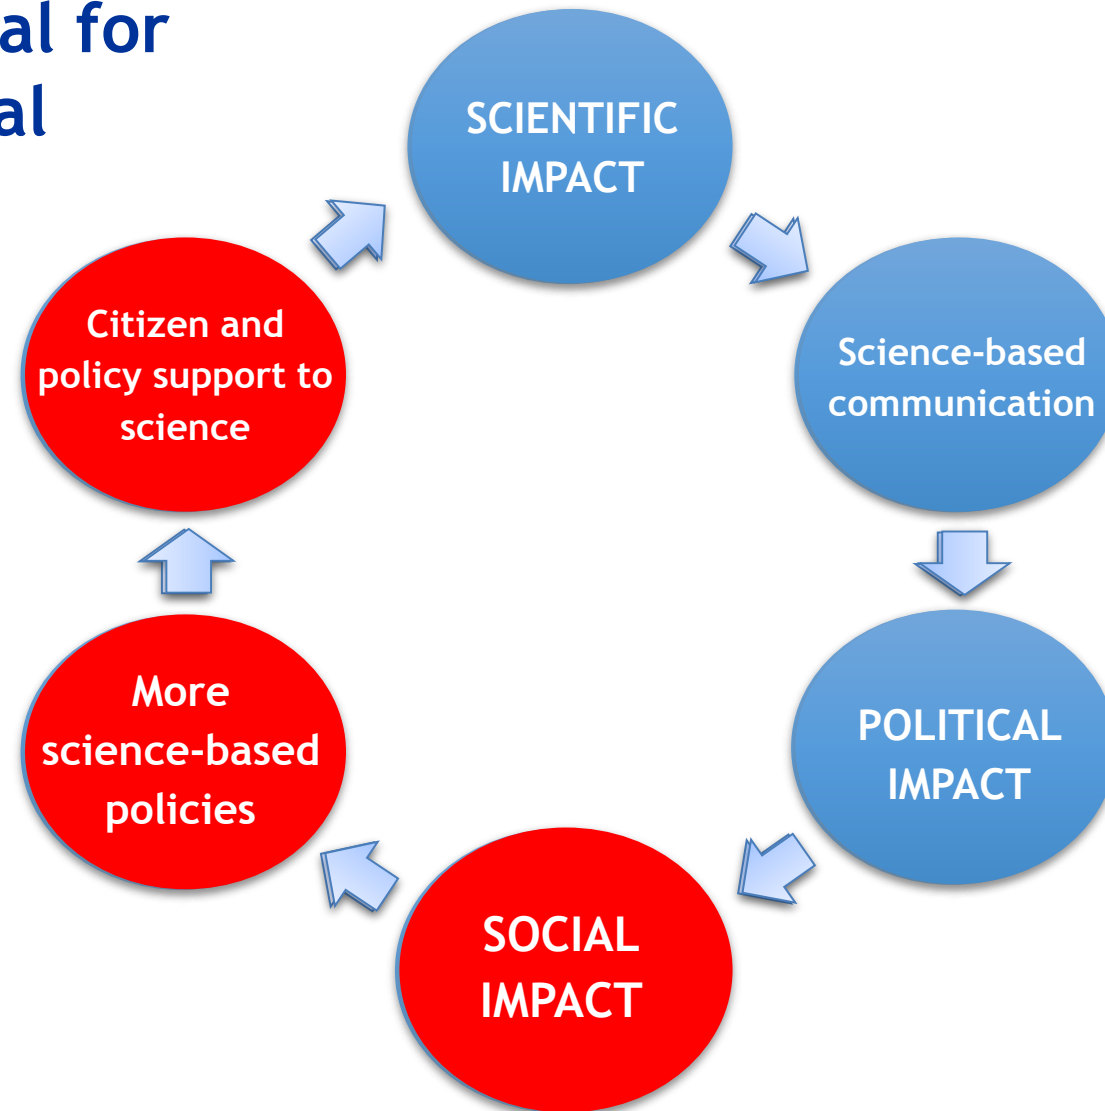 al for
al
SCIENTIFIC
IMPACT
Science-based
communication
POLITICAL
IMPACT
SOCIAL
IMPACT
More
science-based
policies
Citizen and
policy support to
science